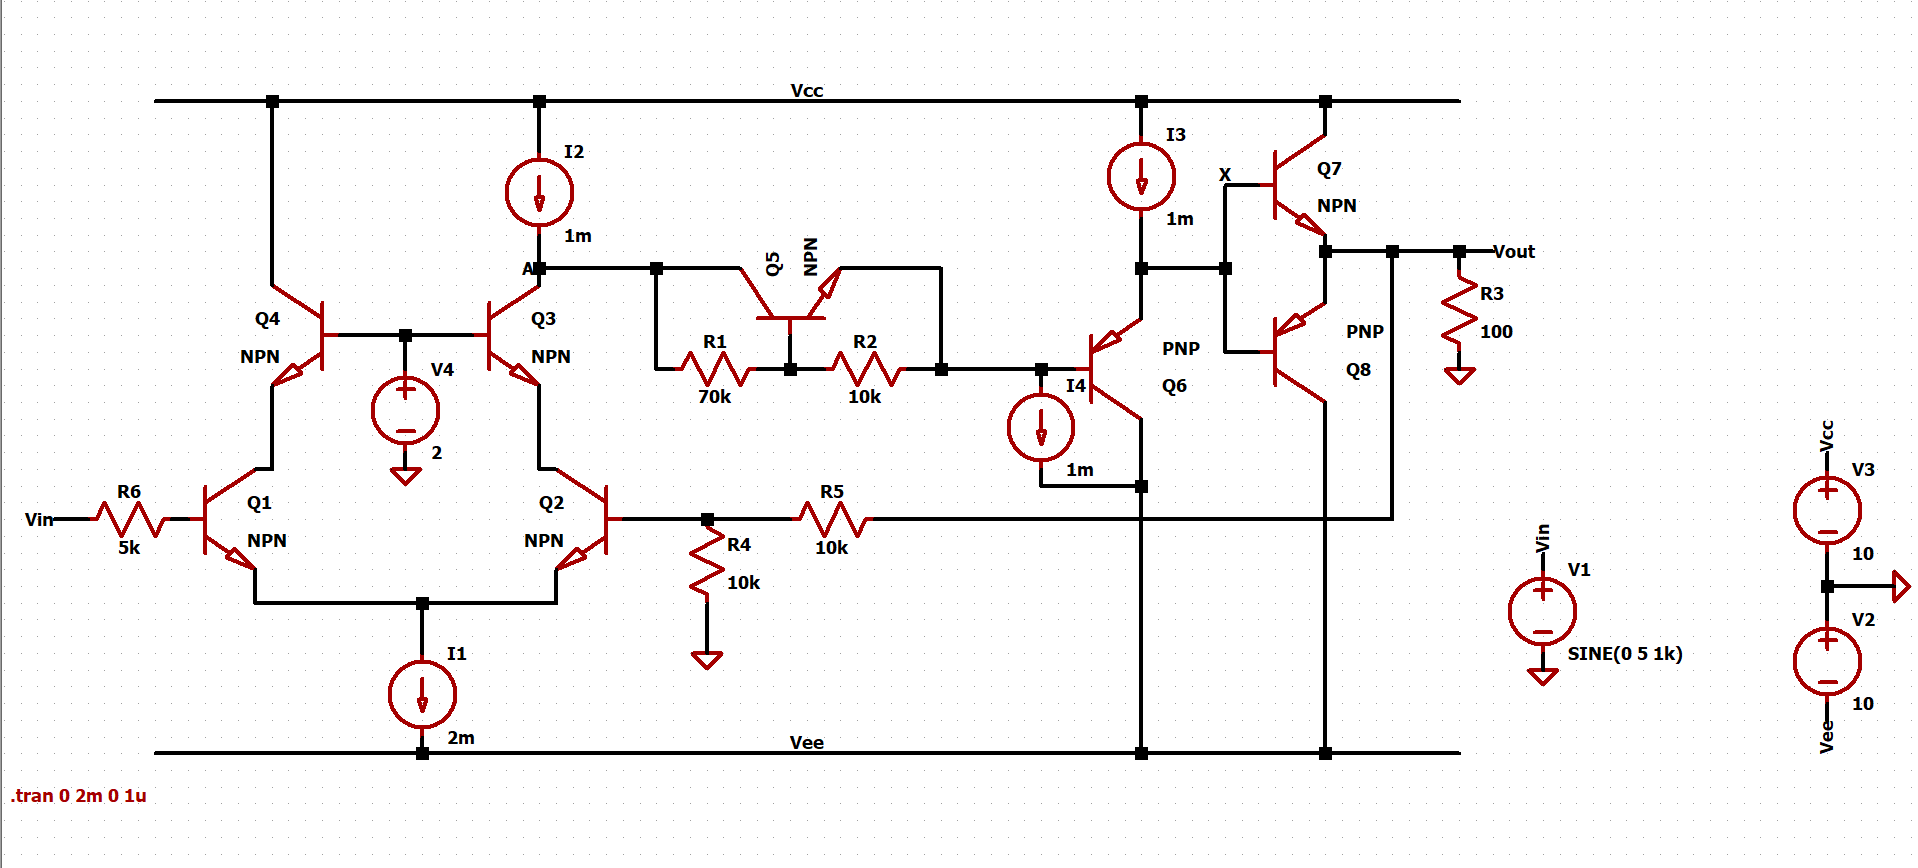 Vcc
I2
1m
A
Q5
NPN
I3
1m
X
Q7
NPN
Vout
Q4
NPN
Q3
NPN
R1
70k
R2
10k
PNP
Q6
PNP
Q8
R3
100
V4
2
I4
1m
Vin
R6
5k
Q1
NPN
Q2
NPN
R5
10k
R4
10k
I1
2m
Vee
Vin
V1
SINE(0 5 1k)
Vcc
V3
10
V2
10
Vee
.tran 0 2m 0 1u